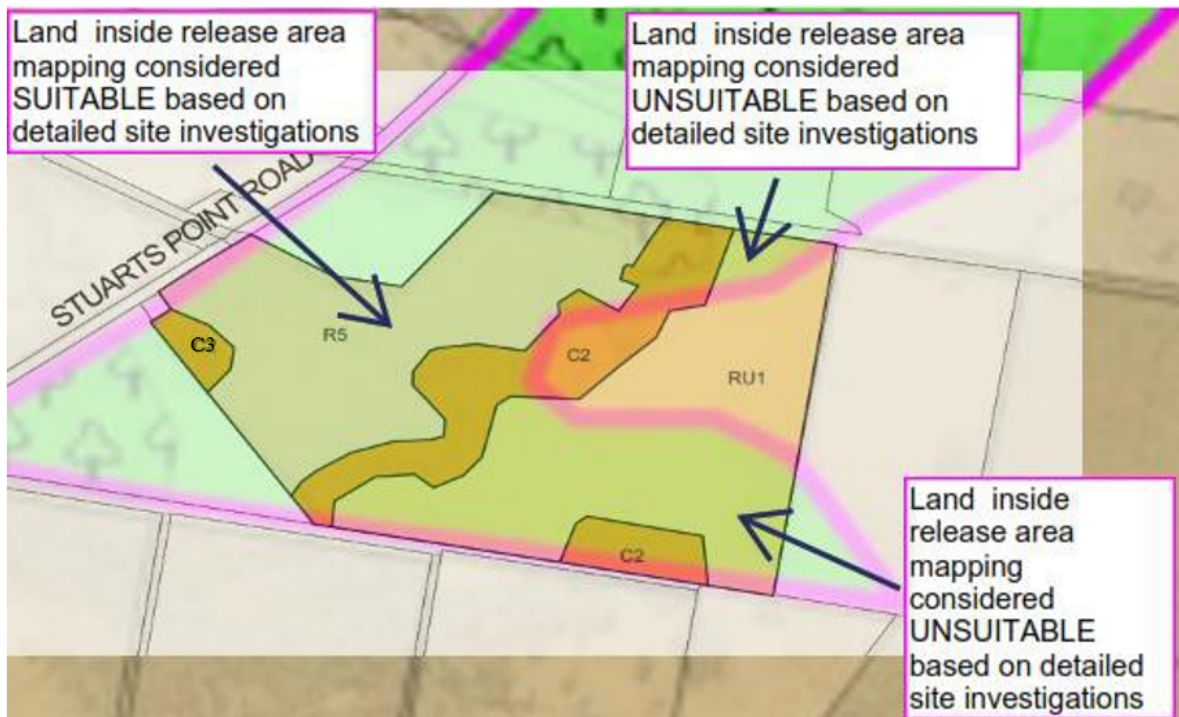 Land inside release area
mapping considered
SUITABLE based on
detailed site investigations
Land inside release area
mapping considered
UNSUITABLE based on
detailed site investigations
STUARTS POINT ROAD
C3
R5
C2
RU1
C2
Land inside
release area
mapping
considered
UNSUITABLE
based on detailed
site investigations